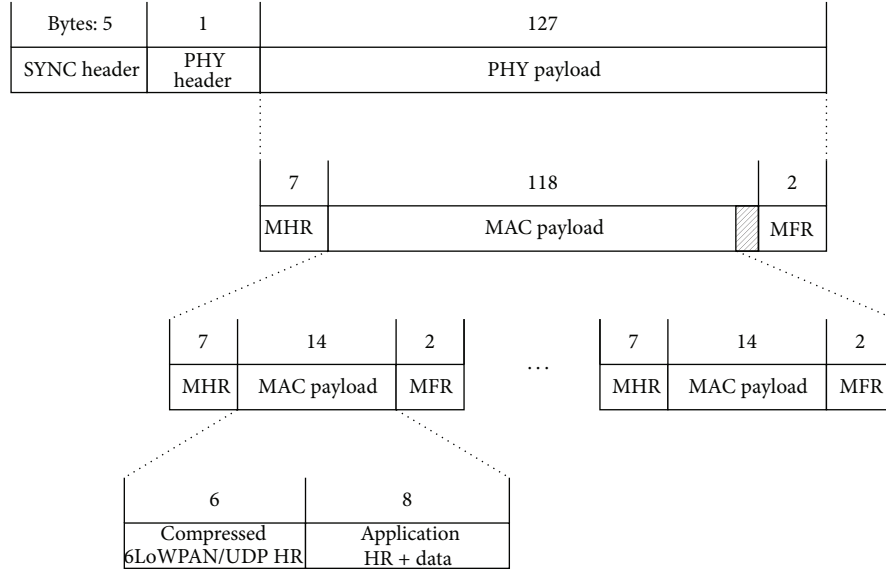 Bytes: 5 1 127
SYNC header PHY header PHY payload
7 118 2
MHR MAC payload MFR
7 14 2 ... 7 14 2
MHR MAC payload MFR MHR MAC payload MFR
6 8
Compressed 6LoWPAN/UDP HR Application HR + data